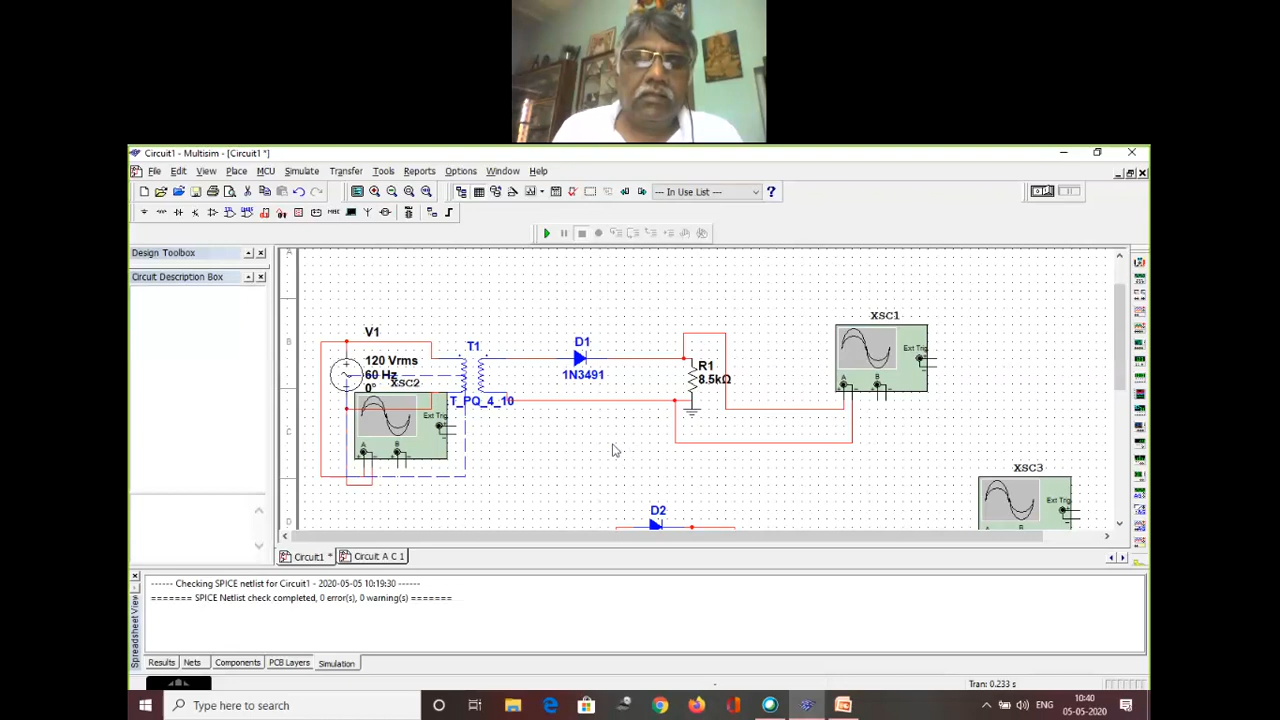 Circuit1 - Multisim - [Circuit1 *]
File Edit View Place MCU Simulate Transfer Tools Reports Options Window Help
--- In Use List ---
?
Design Toolbox
Circuit Description Box
A
B
C
D
XSC1
V1
Ext Trig
T1
D1
120 Vrms
60 Hz
0°
R1
8.5kΩ
1N3491
XSC2
A B
T_PQ_4_10
Ext Trig
A B
XSC3
Ext Trig
D2
A B
Circuit1 * Circuit A C 1
------ Checking SPICE netlist for Circuit1 - 2020-05-05 10:19:30 ------
======= SPICE Netlist check completed, 0 error(s), 0 warning(s) =======
Spreadsheet View
Results Nets Components PCB Layers Simulation
Tran: 0.233 s
Type here to search
ENG
10:40
05-05-2020